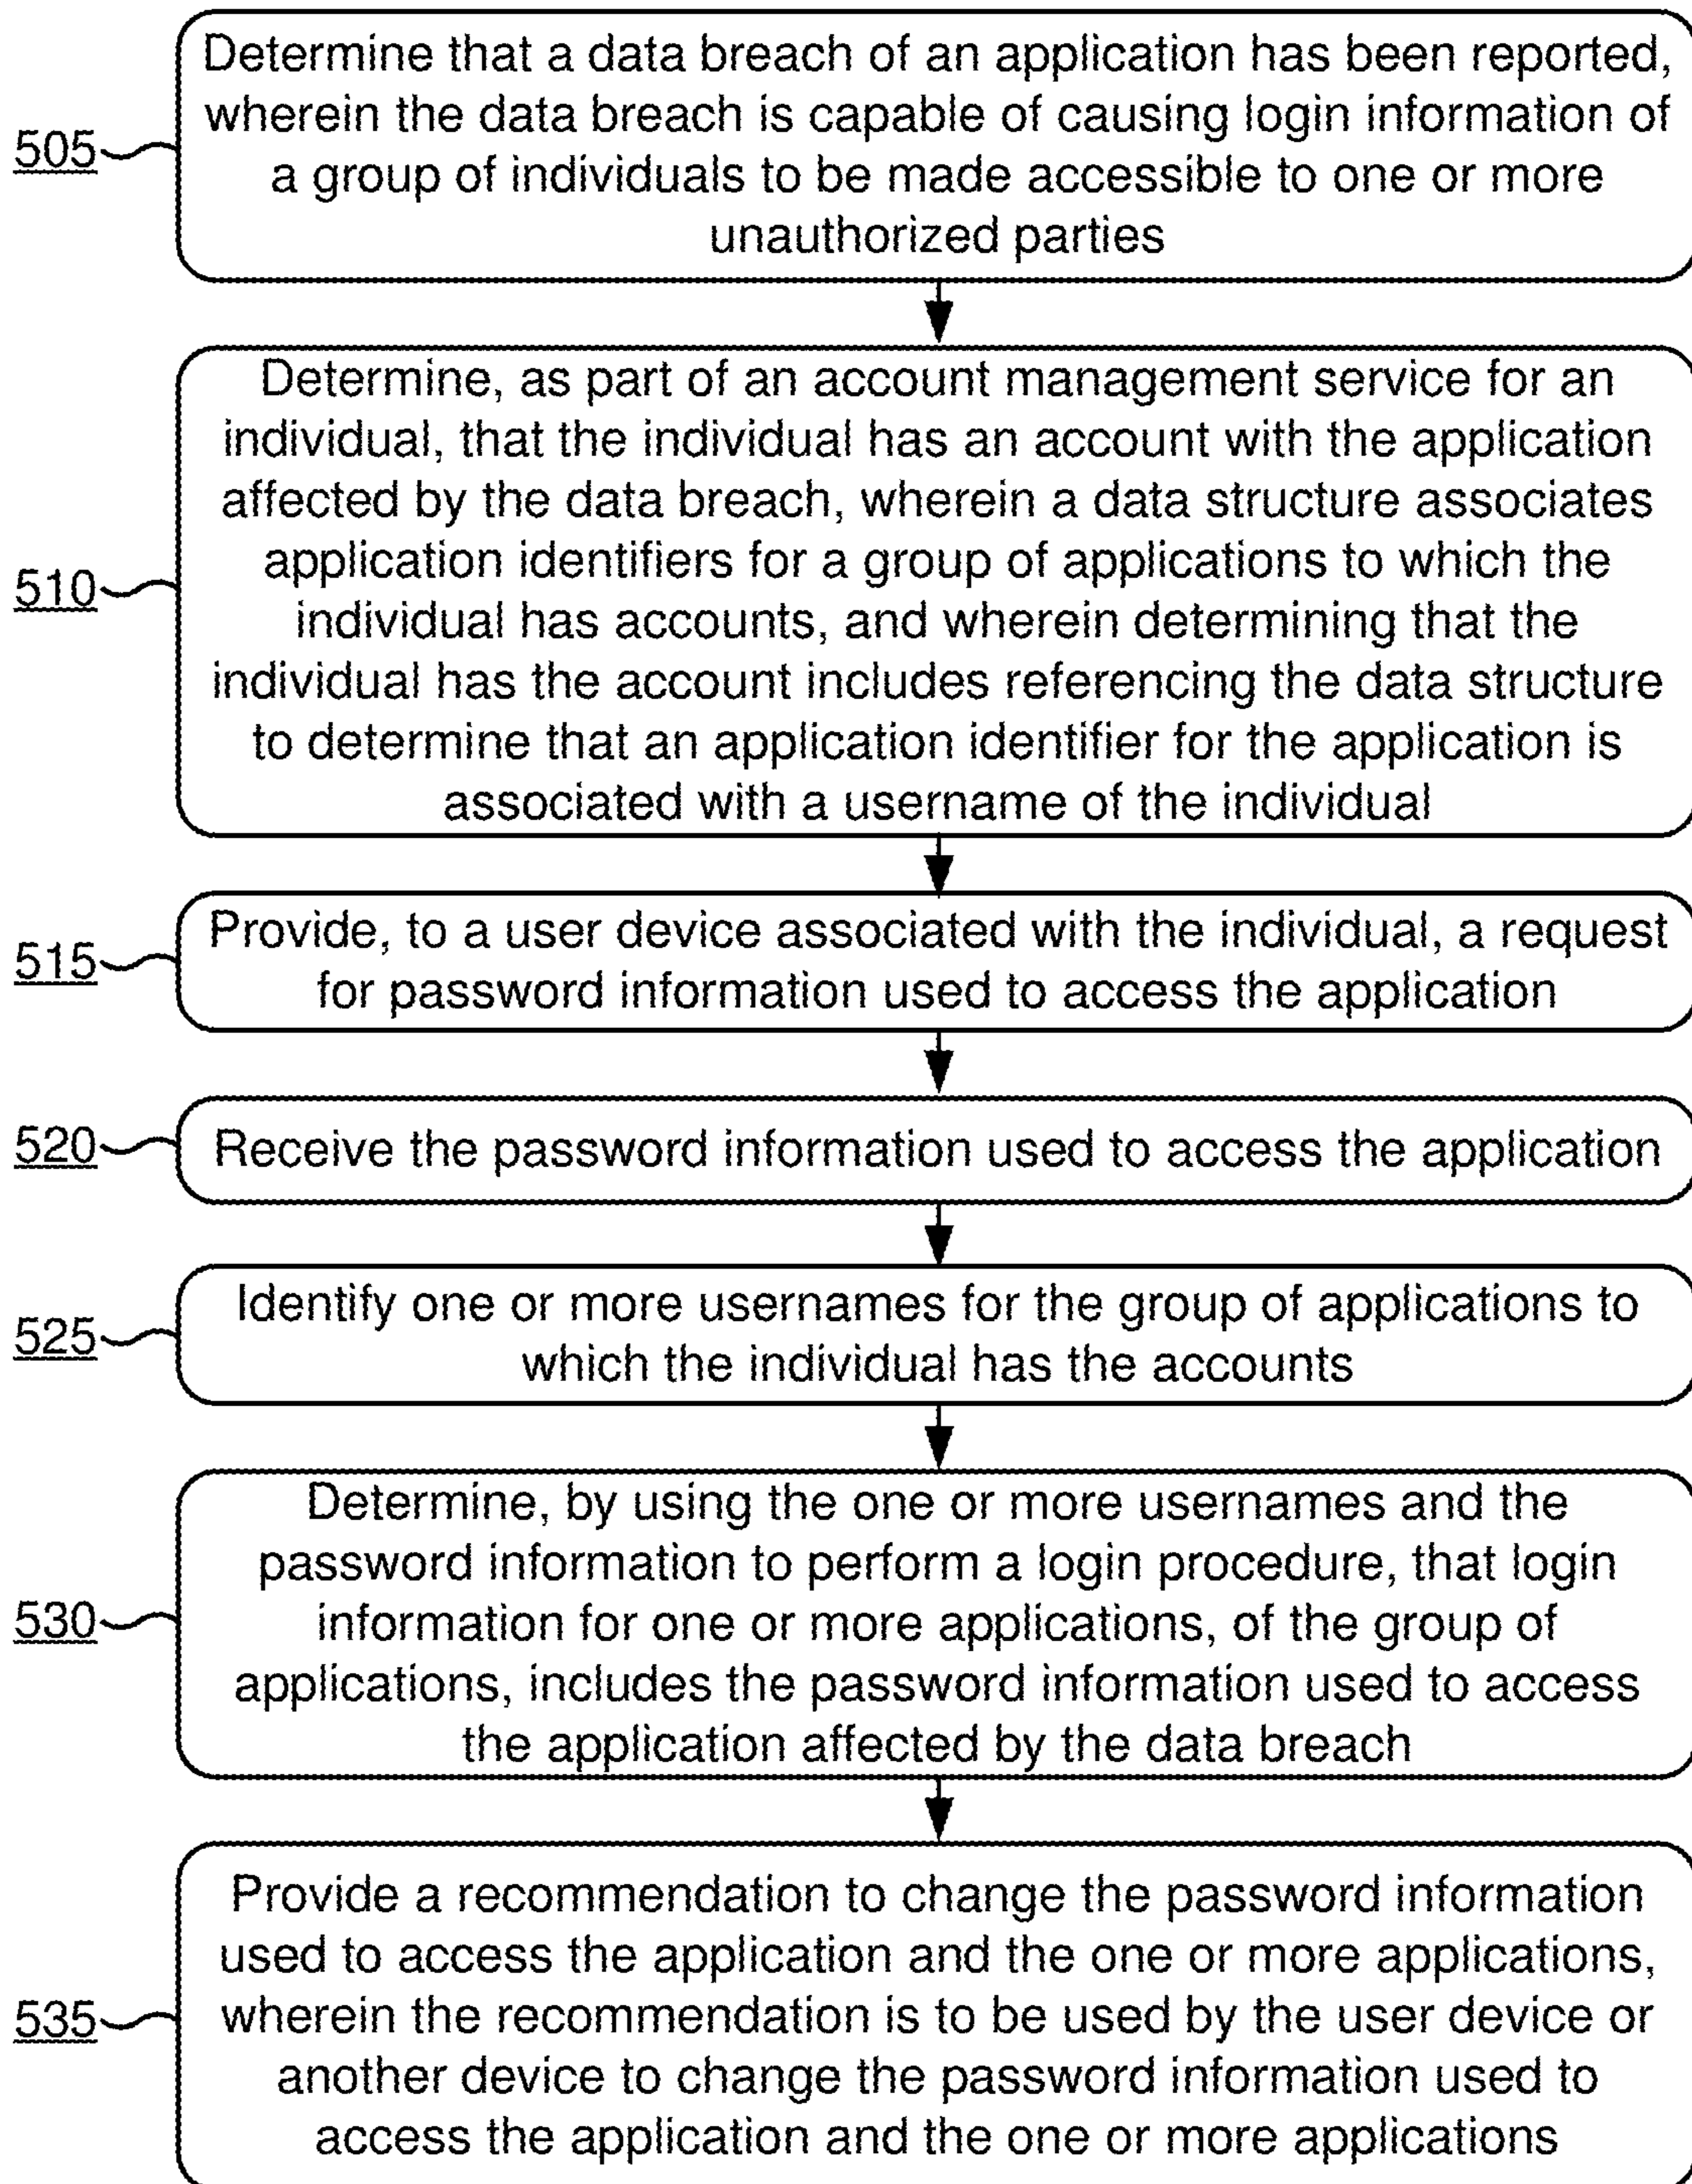 Determine that a data breach of an application has been reported,
wherein the data breach is capable of causing login information of
505
a group of individuals to be made accessible to one or more
unauthorized parties
Determine, as part of an account management service for an
individual, that the individual has an account with the application
affected by the data breach, wherein a data structure associates
application identifiers for a group of applications to which the
510
individual has accounts, and wherein determining that the
individual has the account includes referencing the data structure
to determine that an application identifier for the application is
associated with a username of the individual
Provide, to a user device associated with the individual, a request
515
for password information used to access the application
520
Receive the password information used to access the application
Identify one or more usernames for the group of applications to
525
which the individual has the accounts
Determine, by using the one or more usernames and the
password information to perform a login procedure, that login
530
information for one or more applications, of the group of
applications, includes the password information used to access
the application affected by the data breach
Provide a recommendation to change the password information
used to access the application and the one or more applications,
535
wherein the recommendation is to be used by the user device or
another device to change the password information used to
access the application and the one or more applications